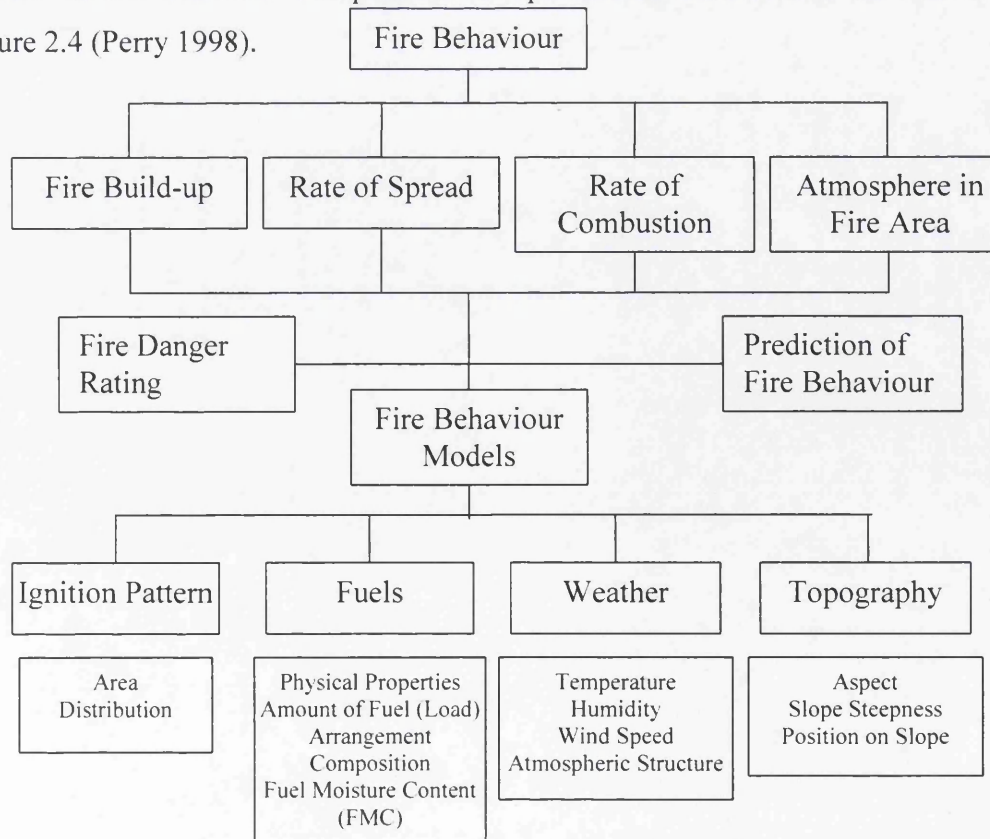 ure 2.4 (Perry 1998).
Fire Behaviour
Fire Build-up
Rate of Spread
Rate of
Combustion
Atmosphere in
Fire Area
Fire Danger
Rating
Prediction of
Fire Behaviour
Fire Behaviour
Models
Ignition Pattern
Fuels
Weather
Topography
Area
Distribution
Physical Properties
Amount of Fuel (Load)
Arrangement
Composition
Fuel Moisture Content
(FMC)
Temperature
Humidity
Wind Speed
Atmospheric Structure
Aspect
Slope Steepness
Position on Slope